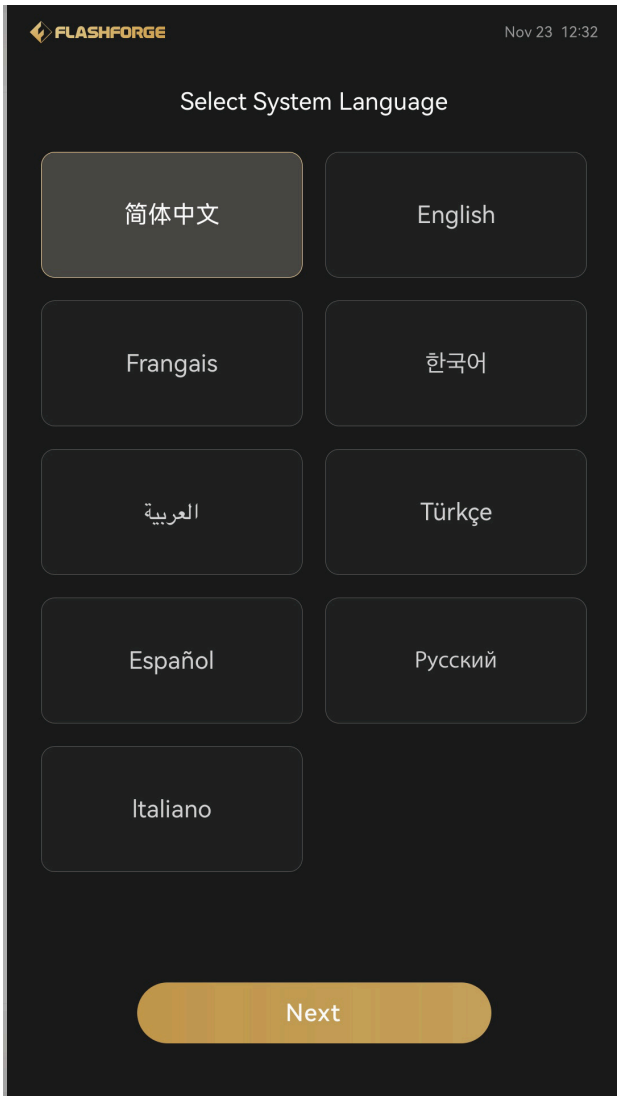 FLASHFORGE
Nov 23 12:32
Select System Language
简体中文
English
Frangais
한국어
العربية
Türkçe
Español
Русский
Italiano
Next